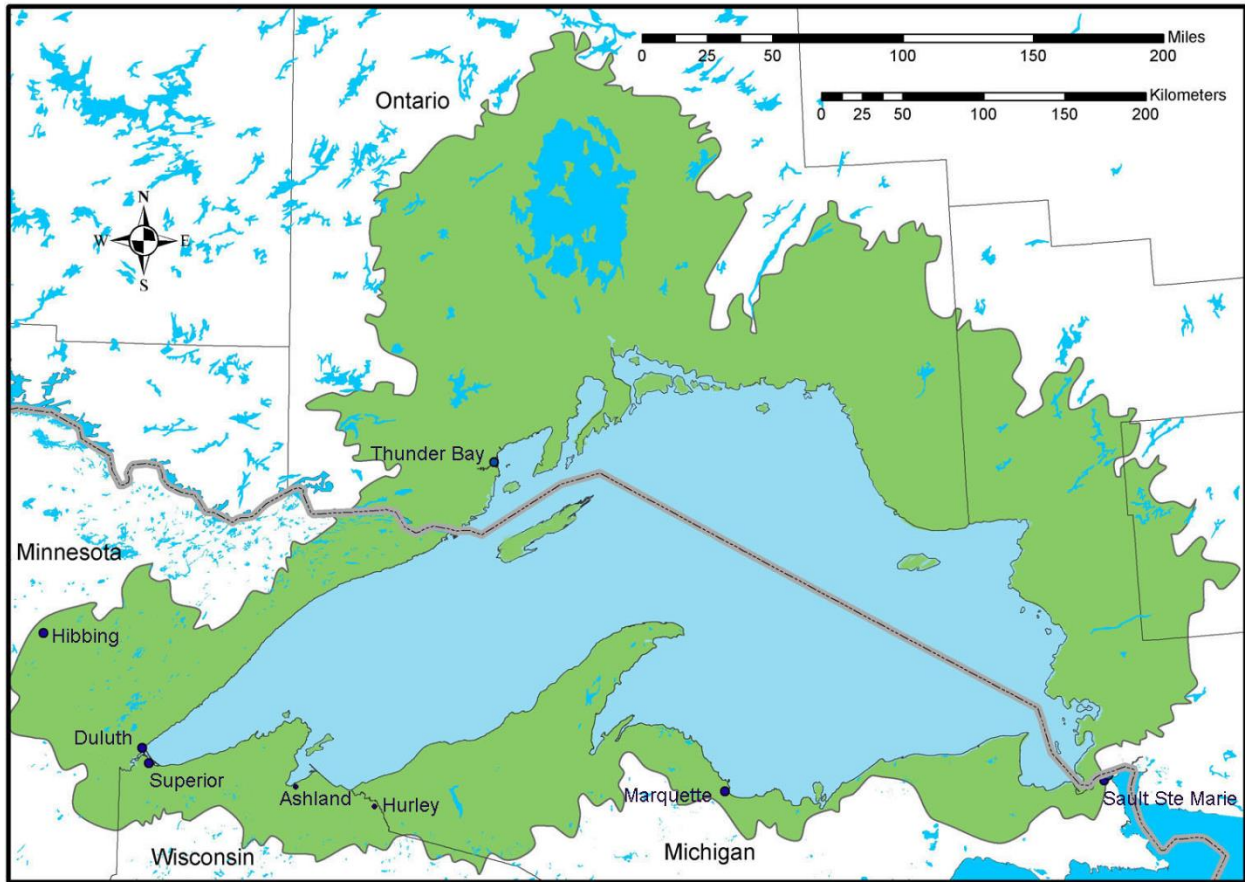 Miles
0 25 50 100 150 200
Kilometers
0 25 50 100 150 200
Ontario
N
W E
S
Thunder Bay
Minnesota
Hibbing
Duluth
Superior
Ashland
Hurley
Marquette
Sault Ste Marie
Wisconsin
Michigan